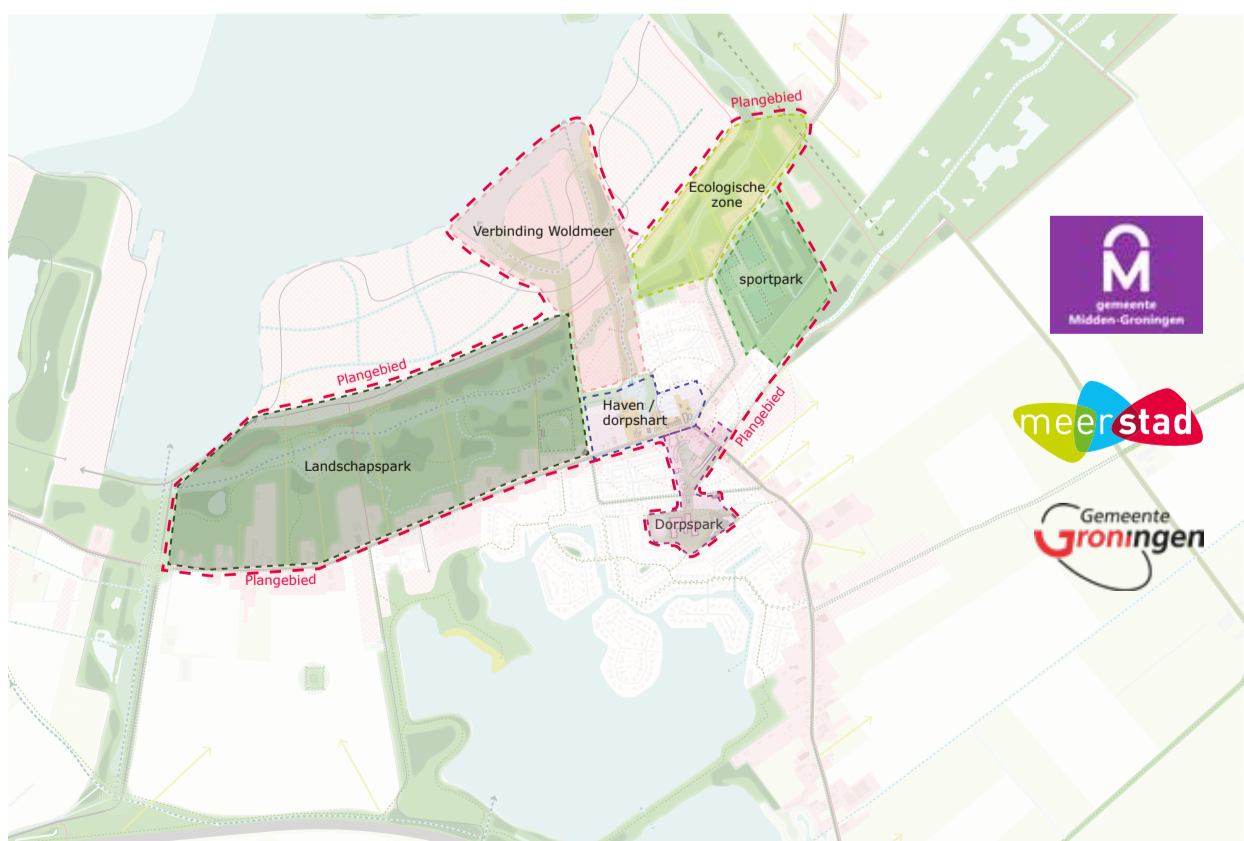 Plangebied
Ecologische
zone
Verbinding Woldmeer
sportpark
Plangebied
Haven /
dorpshart
Plangebied
Landschapspark
Dorpspark
Plangebied
M
gemeente
Midden-Groningen
meerstad
Gemeente
Groningen